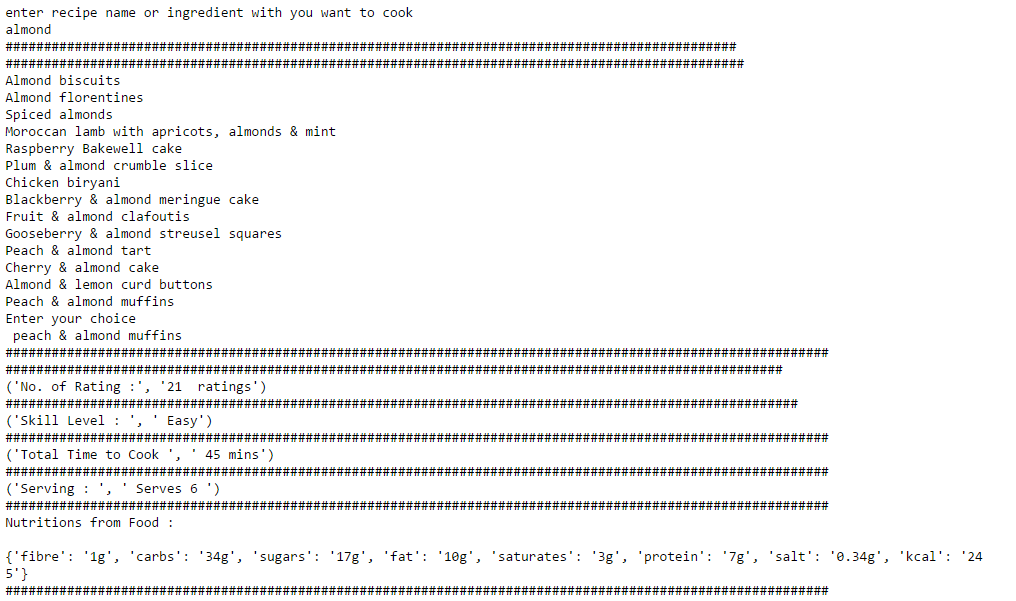 enter recipe name or ingredient with you want to cook
almond
###############################################################################################
################################################################################################
Almond biscuits
Almond florentines
Spiced almonds
Moroccan lamb with apricots, almonds & mint
Raspberry Bakewell cake
Plum & almond crumble slice
Chicken biryani
Blackberry & almond meringue cake
Fruit & almond clafoutis
Gooseberry & almond streusel squares
Peach & almond tart
Cherry & almond cake
Almond & lemon curd buttons
Peach & almond muffins
Enter your choice
 peach & almond muffins
###########################################################################################################
#####################################################################################################
('No. of Rating :', '21  ratings')
#######################################################################################################
('Skill Level : ', ' Easy')
###########################################################################################################
('Total Time to Cook ', ' 45 mins')
###########################################################################################################
('Serving : ', ' Serves 6 ')
###########################################################################################################
Nutritions from Food :
{'fibre': '1g', 'carbs': '34g', 'sugars': '17g', 'fat': '10g', 'saturates': '3g', 'protein': '7g', 'salt': '0.34g', 'kcal': '24
5'}
###########################################################################################################